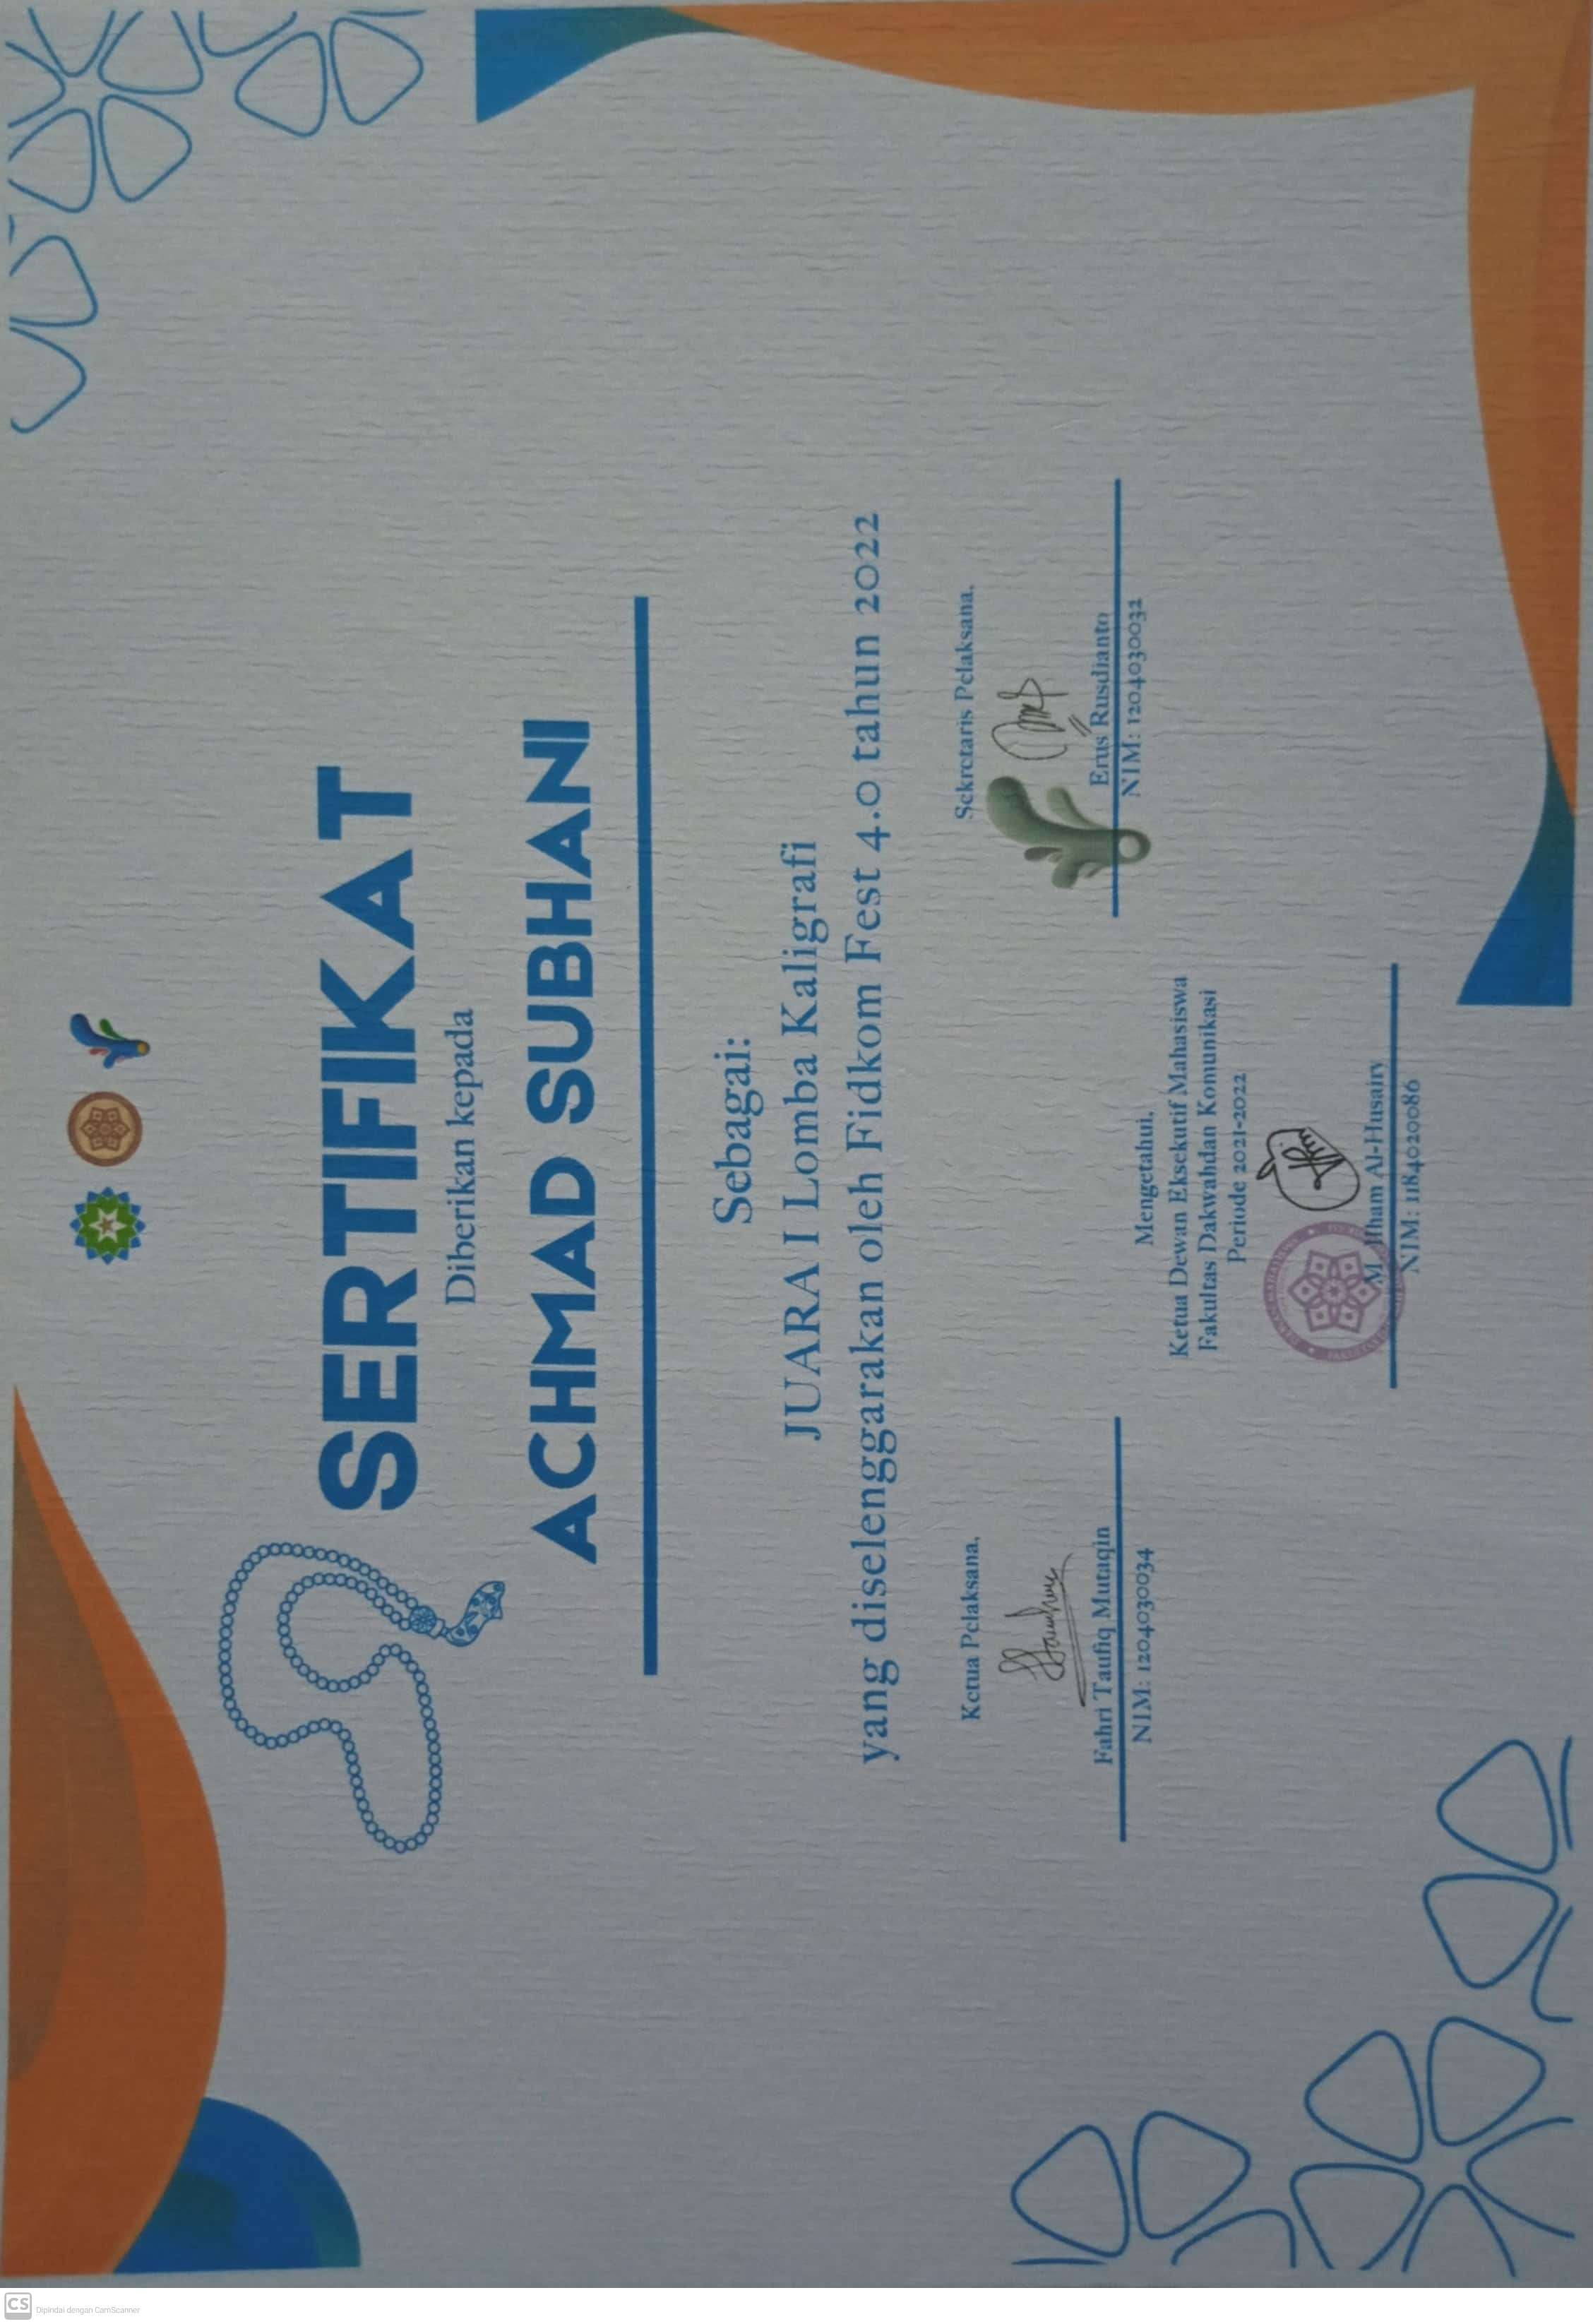 SERTIFIKAT
Diberikan kepada
ACHMAD SUBHANI
Sebagai:
JUARA I Lomba Kaligrafi
yang diselenggarakan oleh Fidkom Fest 4.0 tahun 2022
Ketua Pelaksana,
Fahri Taufiq Mutaqin
NIM: 1204030034
Sekretaris Pelaksana,
Erus Rusdianto
NIM: 1204030032
Mengetahui,
Ketua Dewan Eksekutif Mahasiswa
Fakultas Dakwahdan Komunikasi
Periode 2021-2022
M. Ilham Al-Husairy
NIM: 1184020086
CS Dipindai dengan CamScanner